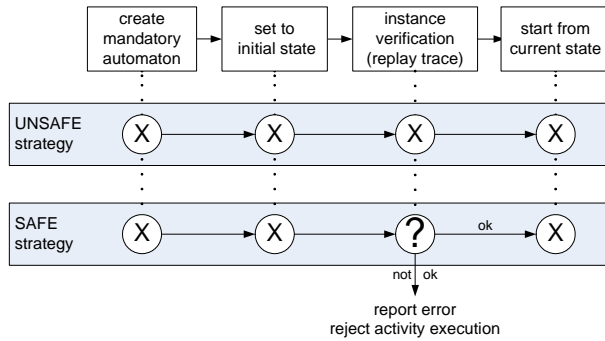 create
mandatory
automaton
set to
initial state
instance
verification
(replay trace)
start from
current state
UNSAFE
strategy
X
X
X
X
SAFE
strategy
X
X
?
ok
X
not ok
report error
reject activity execution